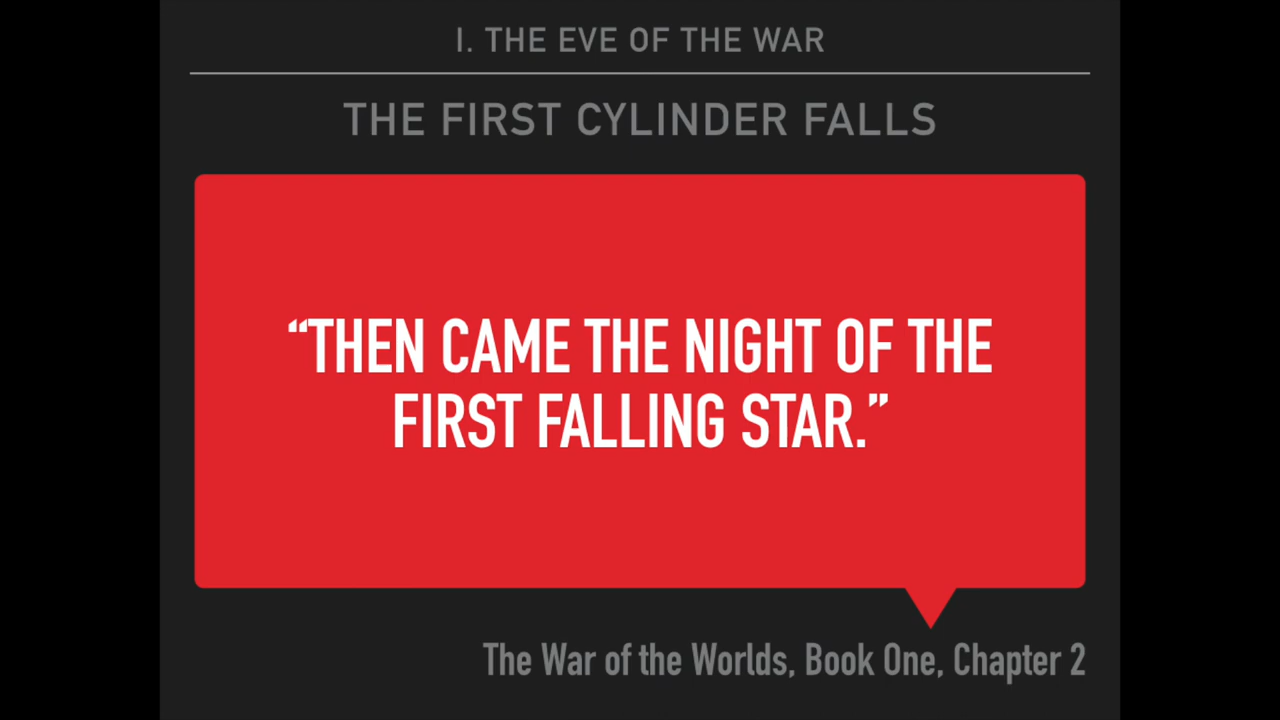 I. THE EVE OF THE WAR
THE FIRST CYLINDER FALLS
“THEN CAME THE NIGHT OF THE
FIRST FALLING STAR.”
The War of the Worlds, Book One, Chapter 2